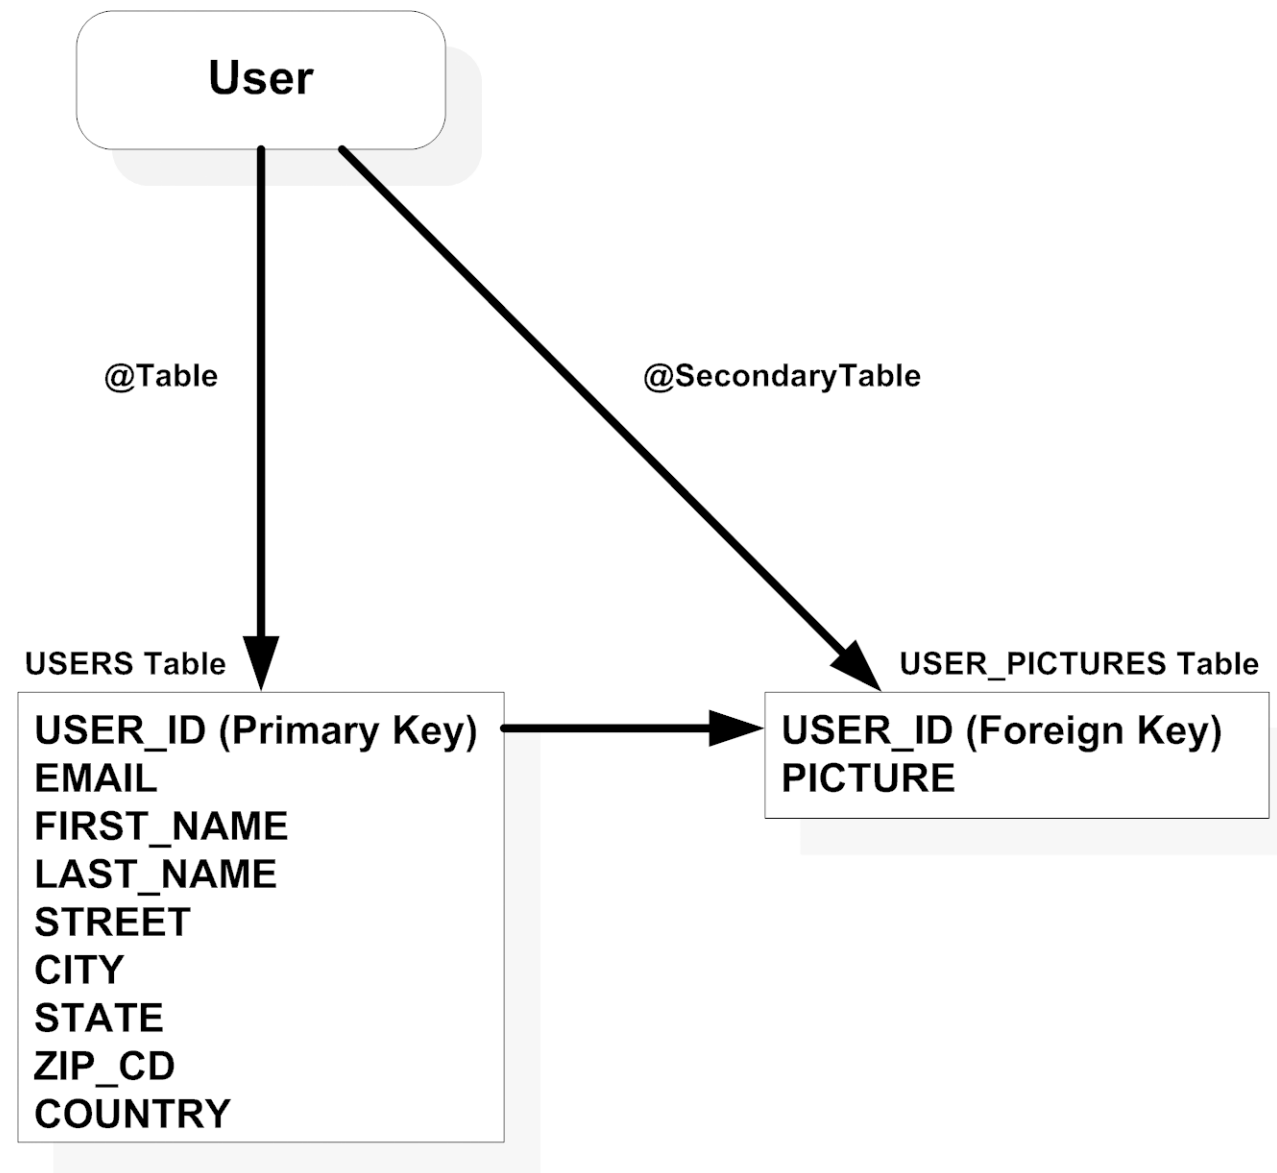 User
@Table
@SecondaryTable
USERS Table
USER_PICTURES Table
USER_ID (Primary Key)
EMAIL
FIRST_NAME
LAST_NAME
STREET
CITY
STATE
ZIP_CD
COUNTRY
USER_ID (Foreign Key)
PICTURE